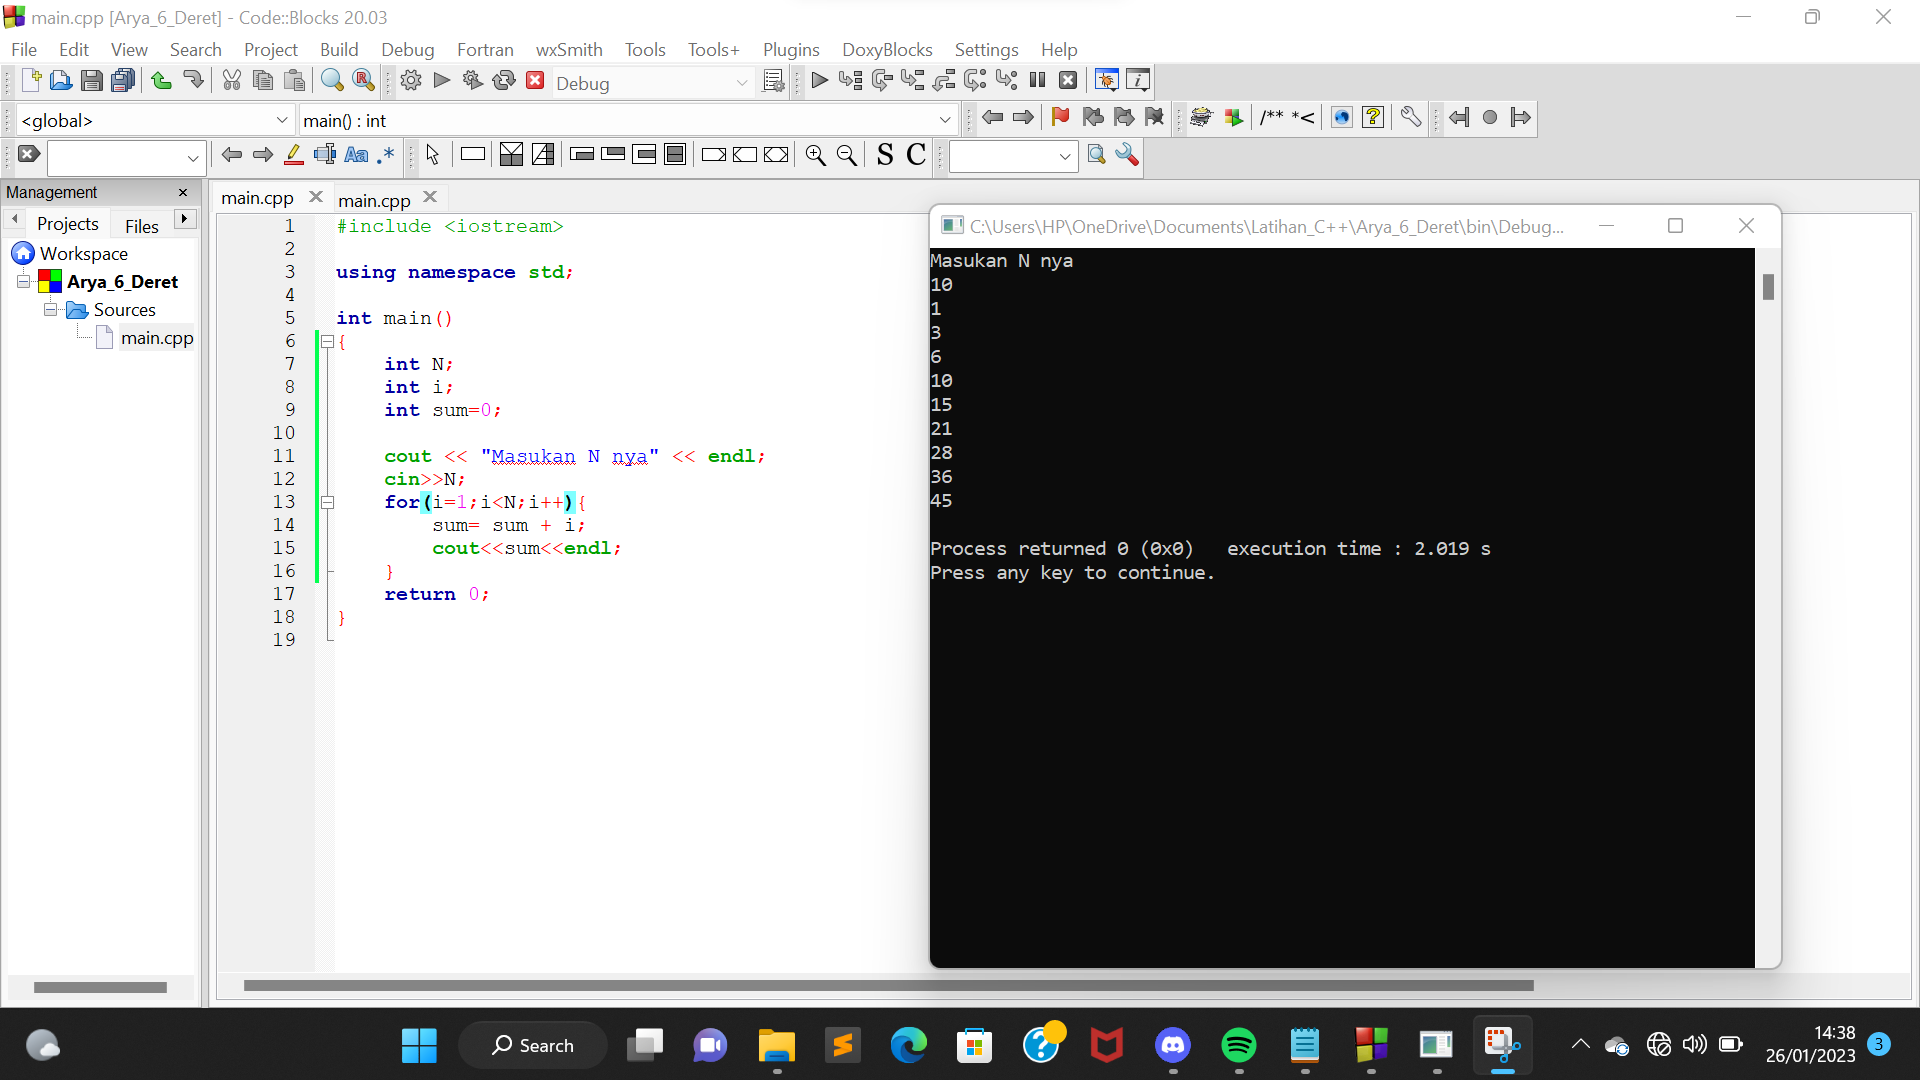 main.cpp [Arya_6_Deret] - Code::Blocks 20.03
File Edit View Search Project Build Debug Fortran wxSmith Tools Tools+ Plugins DoxyBlocks Settings Help
Debug
<global> main() : int /** *<
Aa .* S C
Management
Projects Files
Workspace
Arya_6_Deret
Sources
main.cpp
main.cpp main.cpp
1 #include <iostream>
2
3 using namespace std;
4
5 int main()
6 {
7 int N;
8 int i;
9 int sum=0;
10
11 cout << "Masukan N nya" << endl;
12 cin>>N;
13 for(i=1;i<N;i++){
14 sum= sum + i;
15 cout<<sum<<endl;
16 }
17 return 0;
18 }
19
C:\Users\HP\OneDrive\Documents\Latihan_C++\Arya_6_Deret\bin\Debug...
Masukan N nya
10
1
3
6
10
15
21
28
36
45
Process returned 0 (0x0) execution time : 2.019 s
Press any key to continue.
Search
14:38
26/01/2023
3